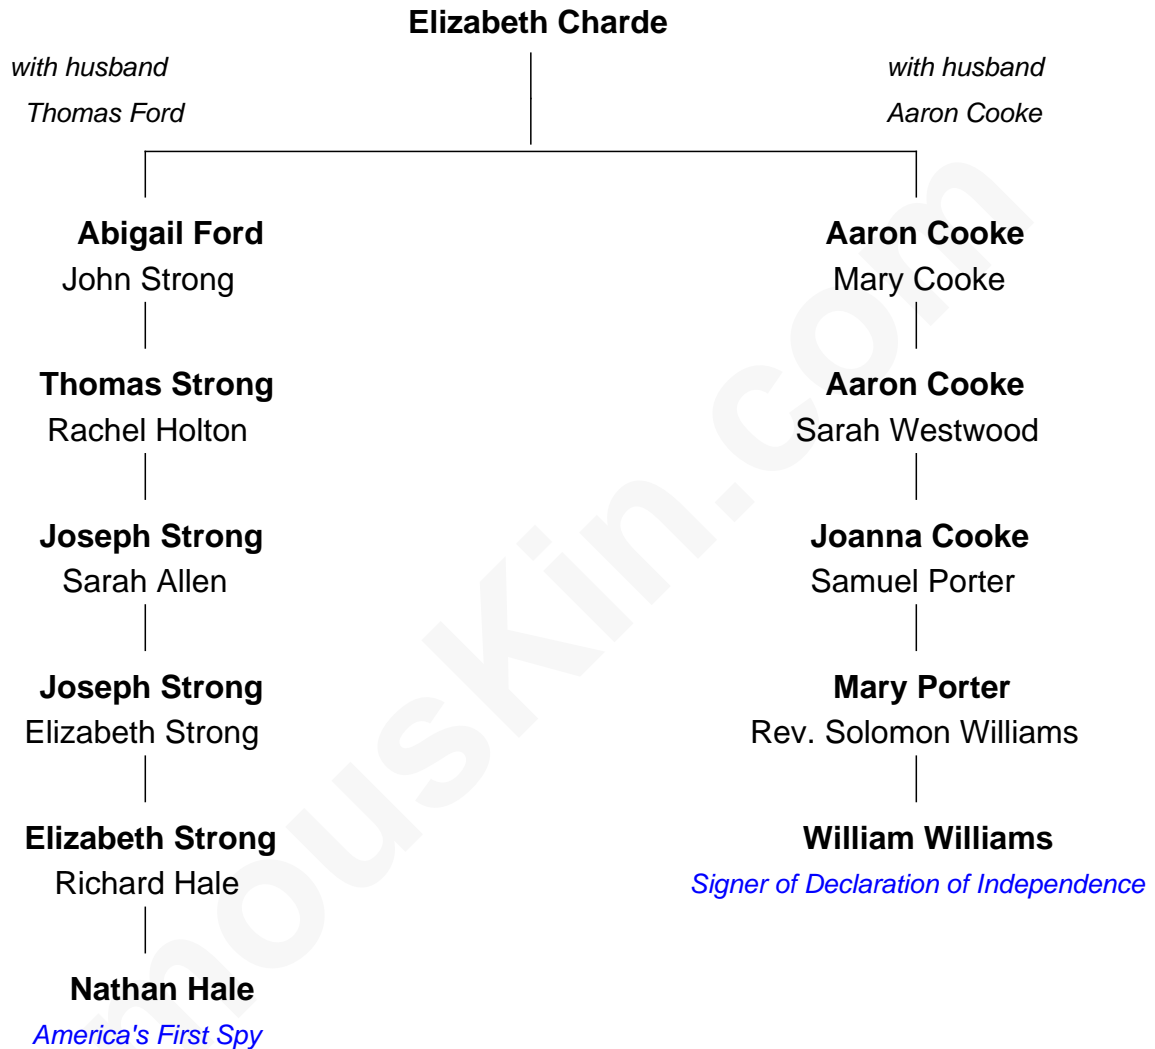 Elizabeth Charde
with husband
Thomas Ford
with husband
Aaron Cooke
Abigail Ford
John Strong
Aaron Cooke
Mary Cooke
Thomas Strong
Rachel Holton
Aaron Cooke
Sarah Westwood
Joseph Strong
Sarah Allen
Joanna Cooke
Samuel Porter
Joseph Strong
Elizabeth Strong
Mary Porter
Rev. Solomon Williams
Elizabeth Strong
Richard Hale
William Williams
Signer of Declaration of Independence
Nathan Hale
America's First Spy
mousKin.com